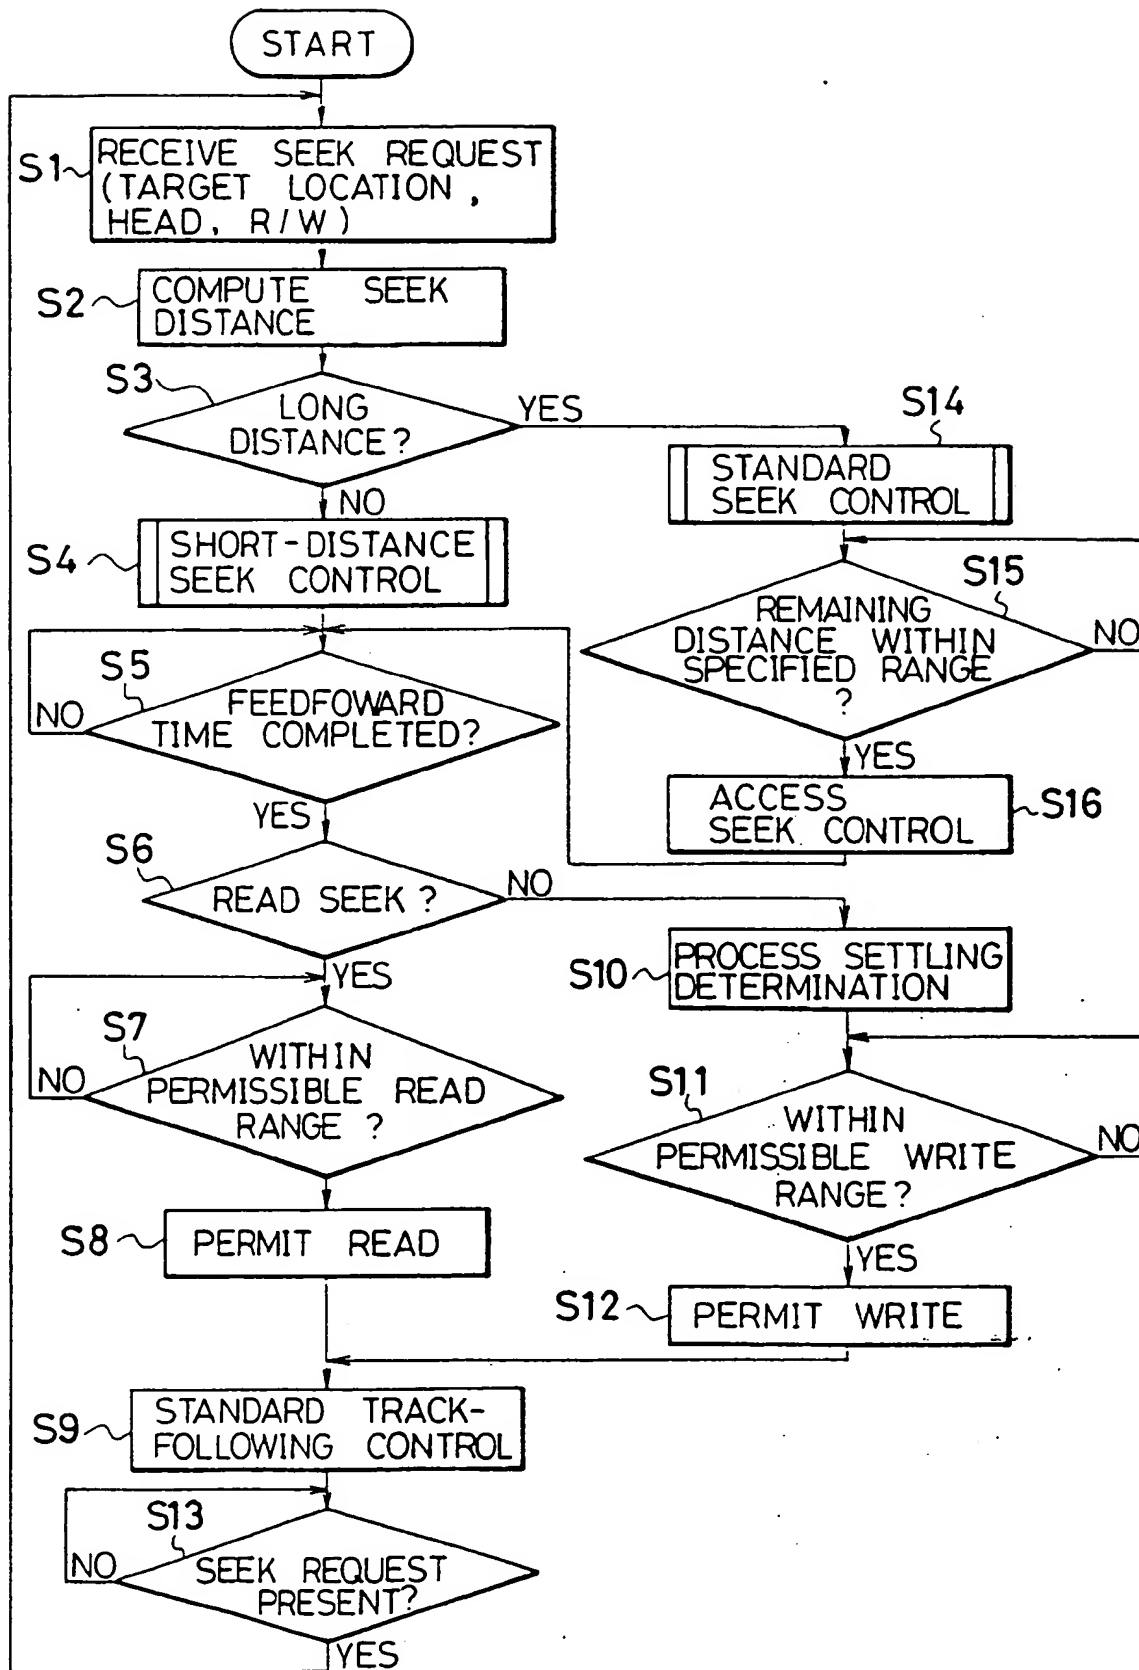 START
S1
RECEIVE SEEK REQUEST
(TARGET LOCATION,
HEAD, R/W)
S2
COMPUTE SEEK
DISTANCE
S3
LONG
DISTANCE?
YES
NO
S14
STANDARD
SEEK CONTROL
S4
SHORT-DISTANCE
SEEK CONTROL
S15
REMAINING
DISTANCE WITHIN
SPECIFIED RANGE
?
NO
YES
S5
FEEDFOWARD
TIME COMPLETED?
NO
YES
ACCESS
SEEK CONTROL
S16
S6
READ SEEK?
NO
YES
S10
PROCESS SETTLING
DETERMINATION
S7
WITHIN
PERMISSIBLE READ
RANGE ?
NO
S11
WITHIN
PERMISSIBLE WRITE
RANGE?
NO
YES
S8
PERMIT READ
S12
PERMIT WRITE
S9
STANDARD TRACK-
FOLLOWING CONTROL
S13
SEEK REQUEST
PRESENT?
NO
YES